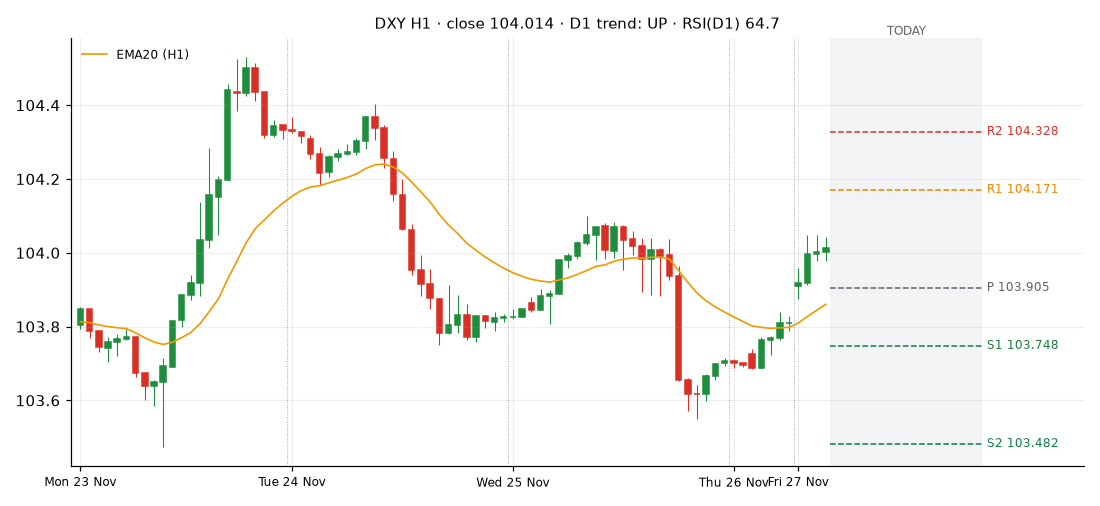 DXY H1 · close 104.014 · D1 trend: UP · RSI(D1) 64.7
TODAY
EMA20 (H1)
104.4
104.2
104.0
103.8
103.6
R2 104.328
R1 104.171
P 103.905
S1 103.748
S2 103.482
Mon 23 Nov
Tue 24 Nov
Wed 25 Nov
Thu 26 Nov
Fri 27 Nov